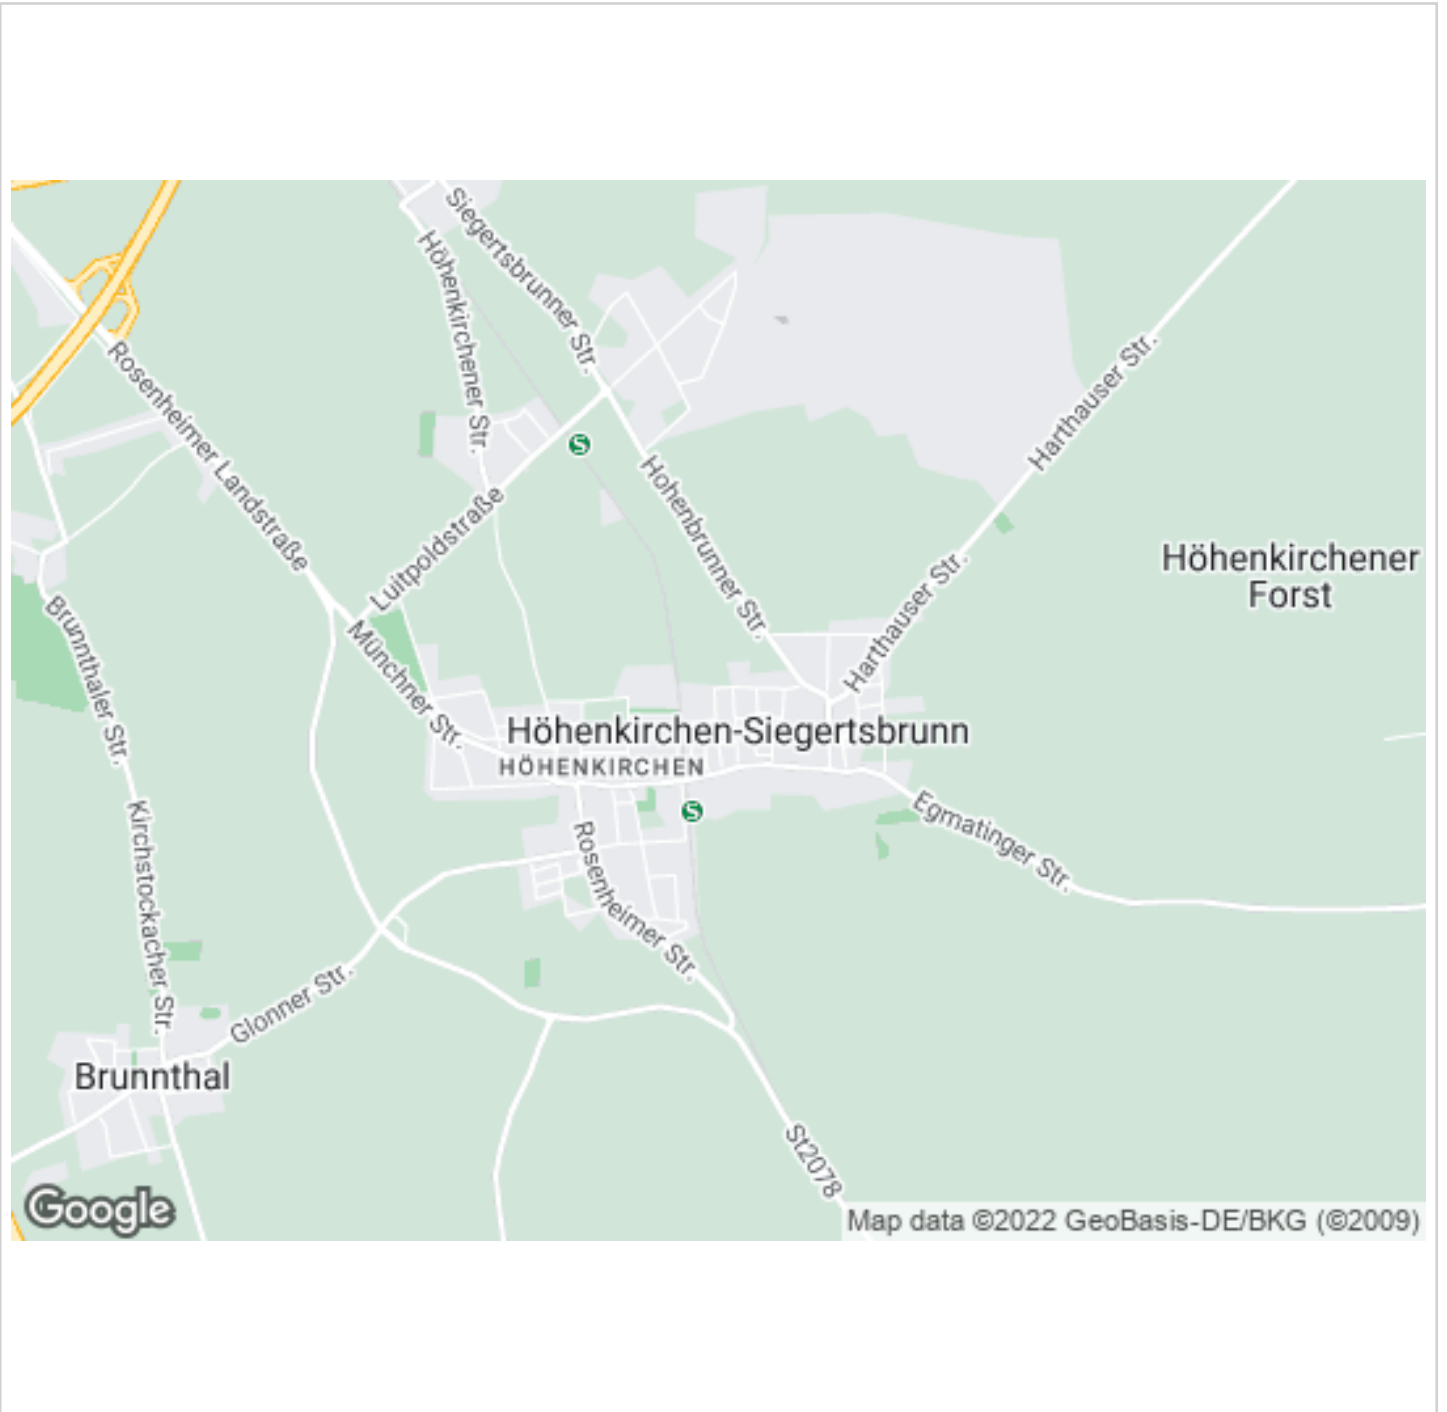 Siegertsbrunner Str.
Höhenkirchener Str.
Rosenheimer Landstraße
Harthauser Str.
Luitpoldstraße
Hohenbrunner Str.
Höhenkirchener
Forst
Harthauser Str.
Brunnthaler Str.
Münchner Str.
Höhenkirchen-Siegertsbrunn
HÖHENKIRCHEN
S
S
Kirchstockacher Str.
Rosenheimer Str.
Egmatinger Str.
Glonner Str.
Brunnthal
St2078
Google
Map data ©2022 GeoBasis-DE/BKG (©2009)